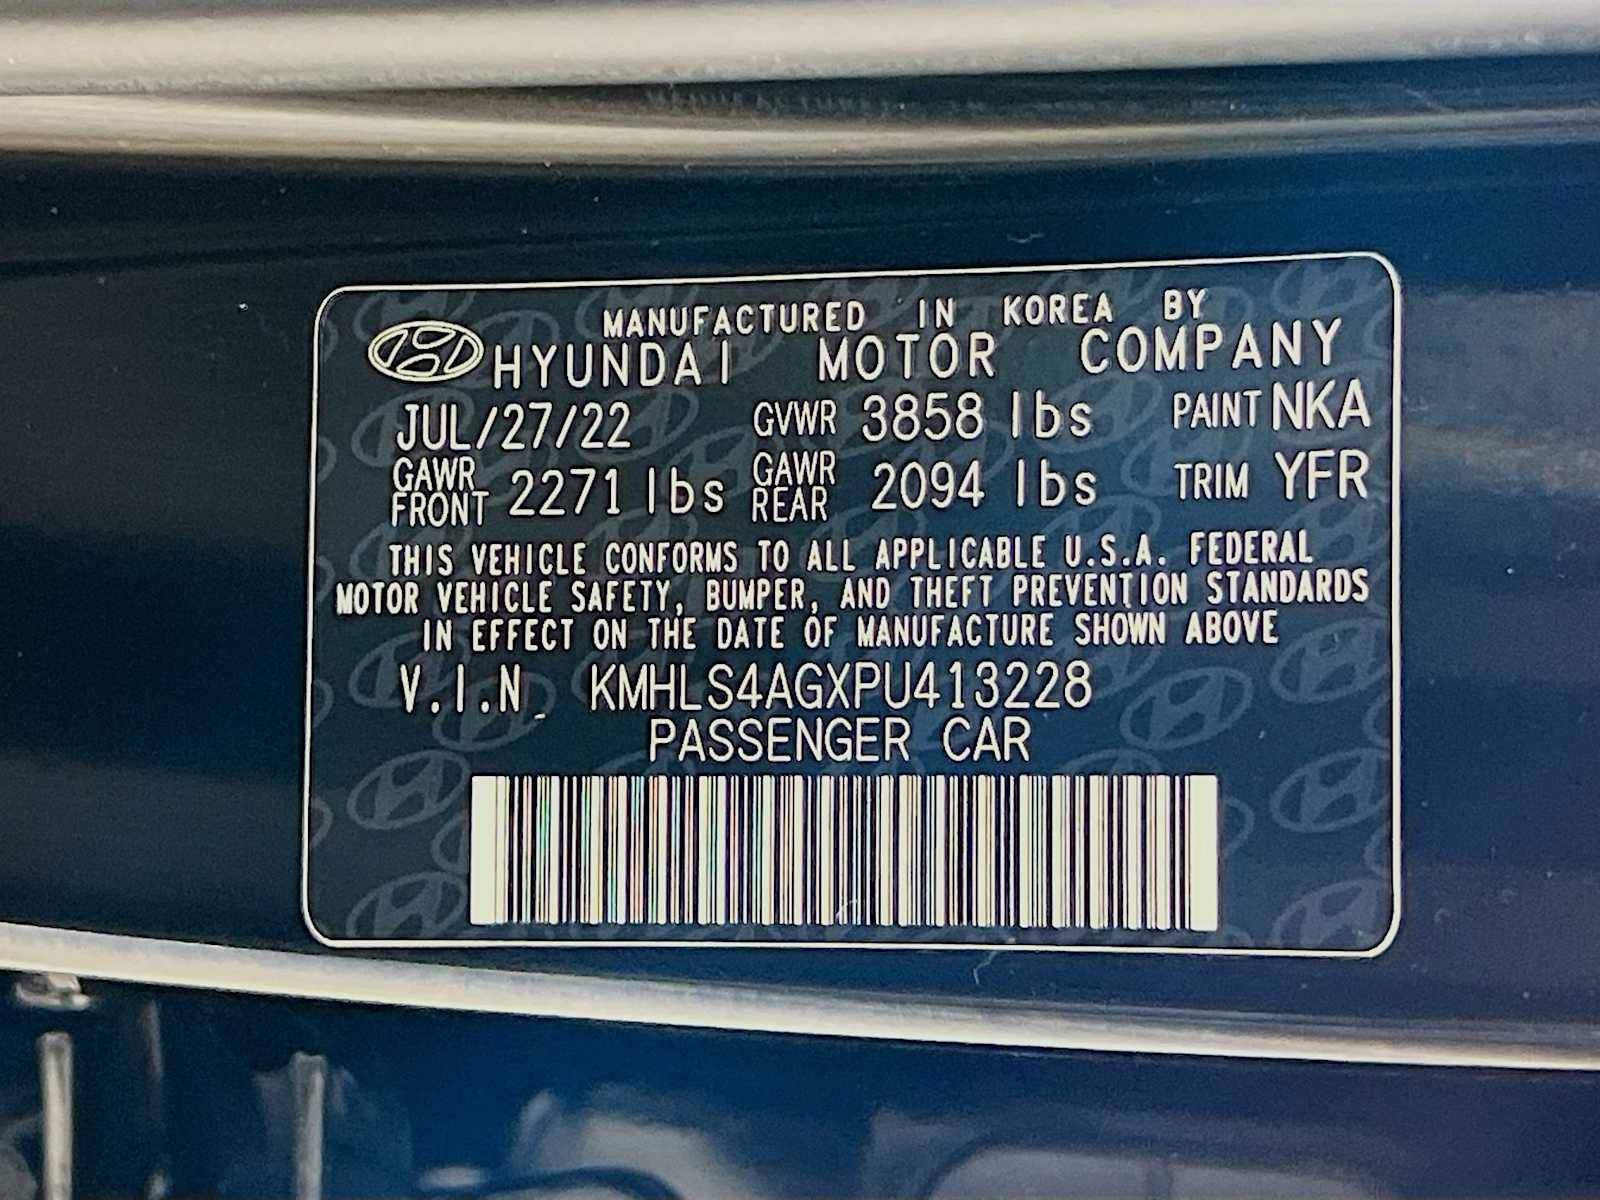 MANUFACTURED IN KOREA BY
HYUNDAI MOTOR COMPANY
JUL/27/22 GVWR 3858 lbs PAINT NKA
GAWR FRONT 2271 lbs GAWR REAR 2094 lbs TRIM YFR
THIS VEHICLE CONFORMS TO ALL APPLICABLE U.S.A. FEDERAL
MOTOR VEHICLE SAFETY, BUMPER, AND THEFT PREVENTION STANDARDS
IN EFFECT ON THE DATE OF MANUFACTURE SHOWN ABOVE
V.I.N. KMHLS4AGXPU413228
PASSENGER CAR